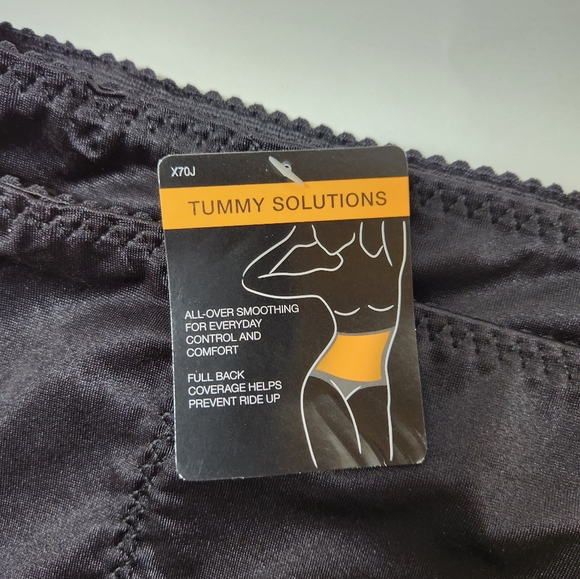 X70J
TUMMY SOLUTIONS
ALL-OVER SMOOTHING
FOR EVERYDAY
CONTROL AND
COMFORT
FULL BACK
COVERAGE HELPS
PREVENT RIDE UP